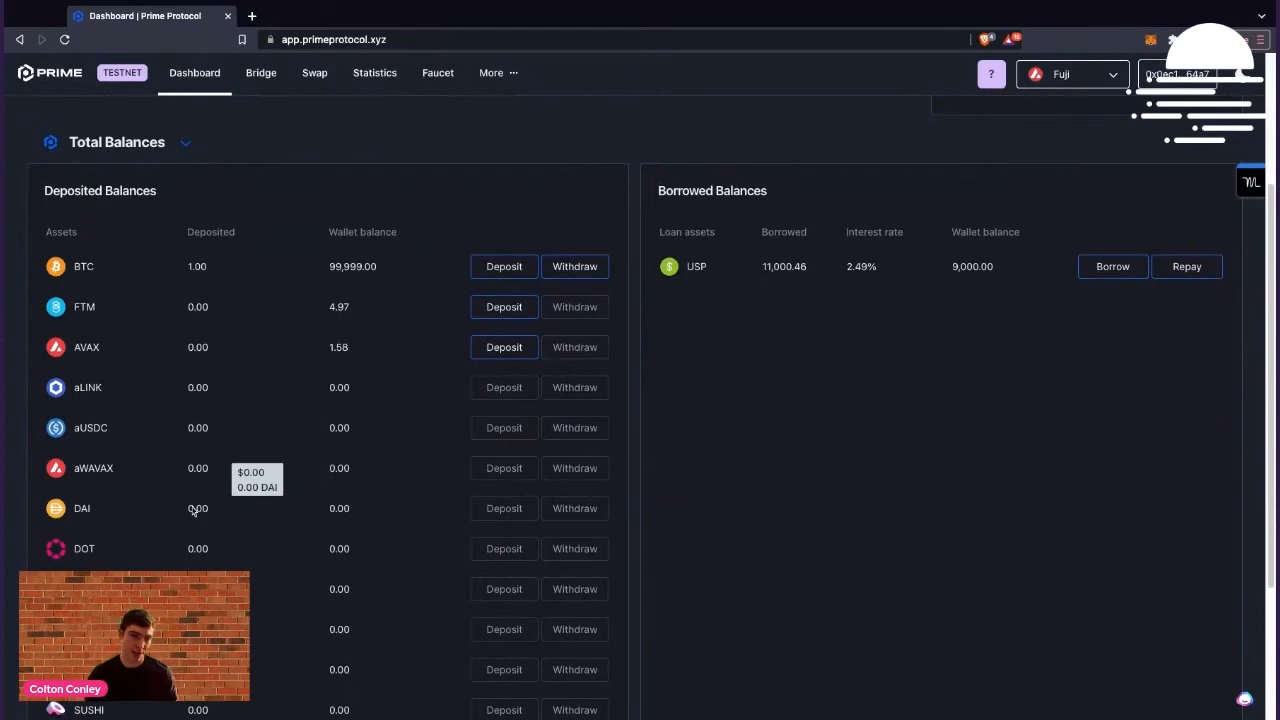 Dashboard | Prime Protocol
app.primeprotocol.xyz
PRIME TESTNET Dashboard Bridge Swap Statistics Faucet More ··· ? Fuji
Total Balances
Deposited Balances
Assets Deposited Wallet balance
BTC 1.00 99,999.00 Deposit Withdraw
FTM 0.00 4.97 Deposit Withdraw
AVAX 0.00 1.58 Deposit Withdraw
aLINK 0.00 0.00 Deposit Withdraw
aUSDC 0.00 0.00 Deposit Withdraw
aWAVAX 0.00 0.00 Deposit Withdraw
$0.00
0.00 DAI
DAI 0.00 0.00 Deposit Withdraw
DOT 0.00 0.00 Deposit Withdraw
0.00 Deposit Withdraw
0.00 Deposit Withdraw
0.00 Deposit Withdraw
SUSHI 0.00 0.00 Deposit Withdraw
Borrowed Balances
Loan assets Borrowed Interest rate Wallet balance
USP 11,000.46 2.49% 9,000.00 Borrow Repay
Colton Conley